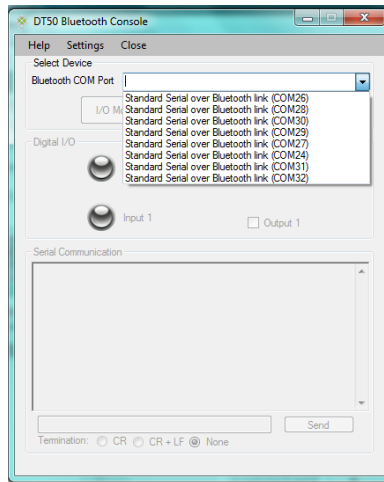 DT50 Bluetooth Console
Help Settings Close
Select Device
Bluetooth COM Port
Standard Serial over Bluetooth link (COM26)
Standard Serial over Bluetooth link (COM28)
Standard Serial over Bluetooth link (COM30)
Standard Serial over Bluetooth link (COM29)
Standard Serial over Bluetooth link (COM27)
Standard Serial over Bluetooth link (COM24)
Standard Serial over Bluetooth link (COM31)
Standard Serial over Bluetooth link (COM32)
I/O
Digital I/O
Input 1
Output 1
Serial Communication
Send
Termination: CR CR + LF None